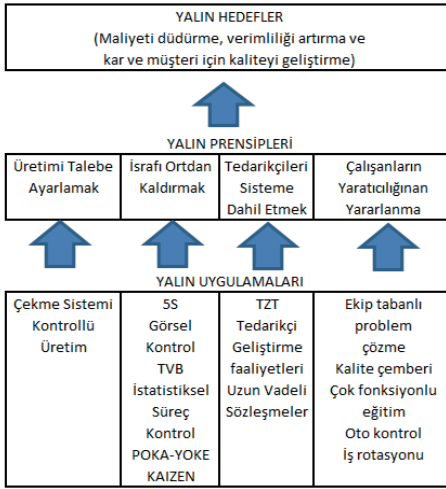 YALIN HEDEFLER
(Maliyeti düdürme, verimliliği artırma ve
kar ve müşteri için kaliteyi geliştirme)
YALIN PRENSİPLERİ
Üretimi Talebe
Ayarlamak
İsrafı Ortdan
Kaldırmak
Tedarikçileri
Sisteme
Dahil Etmek
Çalışanların
Yaratıcılığınan
Yararlanma
YALIN UYGULAMALARI
Çekme Sistemi
Kontrollü
Üretim
5S
Görsel
Kontrol
TVB
İstatistiksel
Süreç
Kontrol
POKA-YOKE
KAIZEN
TZT
Tedarikçi
Geliştirme
faaliyetleri
Uzun Vadeli
Sözleşmeler
Ekip tabanlı
problem
çözme
Kalite çemberi
Çok fonksiyonlu
eğitim
Oto kontrol
İş rotasyonu